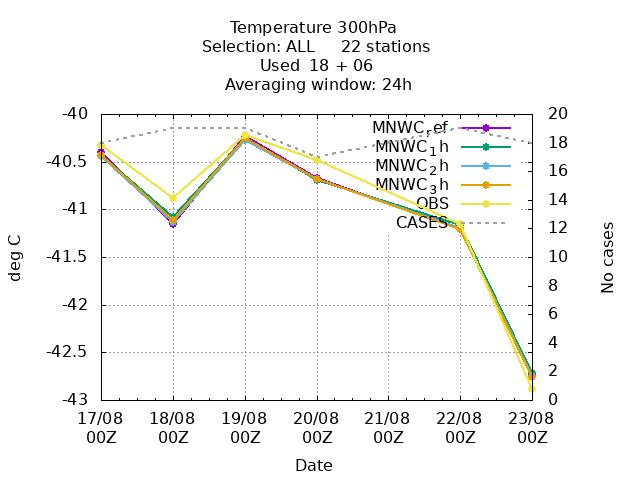 Temperature 300hPa
Selection: ALL 22 stations
Used 18 + 06
Averaging window: 24h
-40
-40.5
-41
-41.5
-42
-42.5
-43
deg C
20
18
16
14
12
10
8
6
4
2
0
No cases
MNWC_ref
MNWC_1h
MNWC_2h
MNWC_3h
OBS
CASES
17/08 18/08 19/08 20/08 21/08 22/08 23/08
00Z 00Z 00Z 00Z 00Z 00Z 00Z
Date